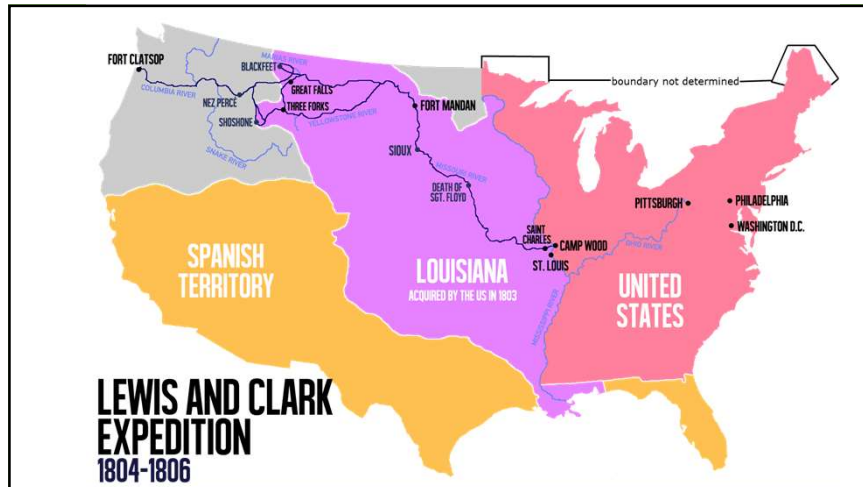 FORT CLATSOP
COLUMBIA RIVER
NEZ PERCÉ
SHOSHONE
SNAKE RIVER
MARIAS RIVER
BLACKFEET
GREAT FALLS
THREE FORKS
YELLOWSTONE RIVER
FORT MANDAN
SIOUX
MISSOURI RIVER
DEATH OF
SGT. FLOYD
SAINT
CHARLES
CAMP WOOD
ST. LOUIS
boundary not determined
PITTSBURGH
PHILADELPHIA
WASHINGTON D.C.
OHIO RIVER
MISSISSIPPI RIVER
SPANISH
TERRITORY
LOUISIANA
ACQUIRED BY THE US IN 1803
UNITED
STATES
LEWIS AND CLARK
EXPEDITION
1804-1806